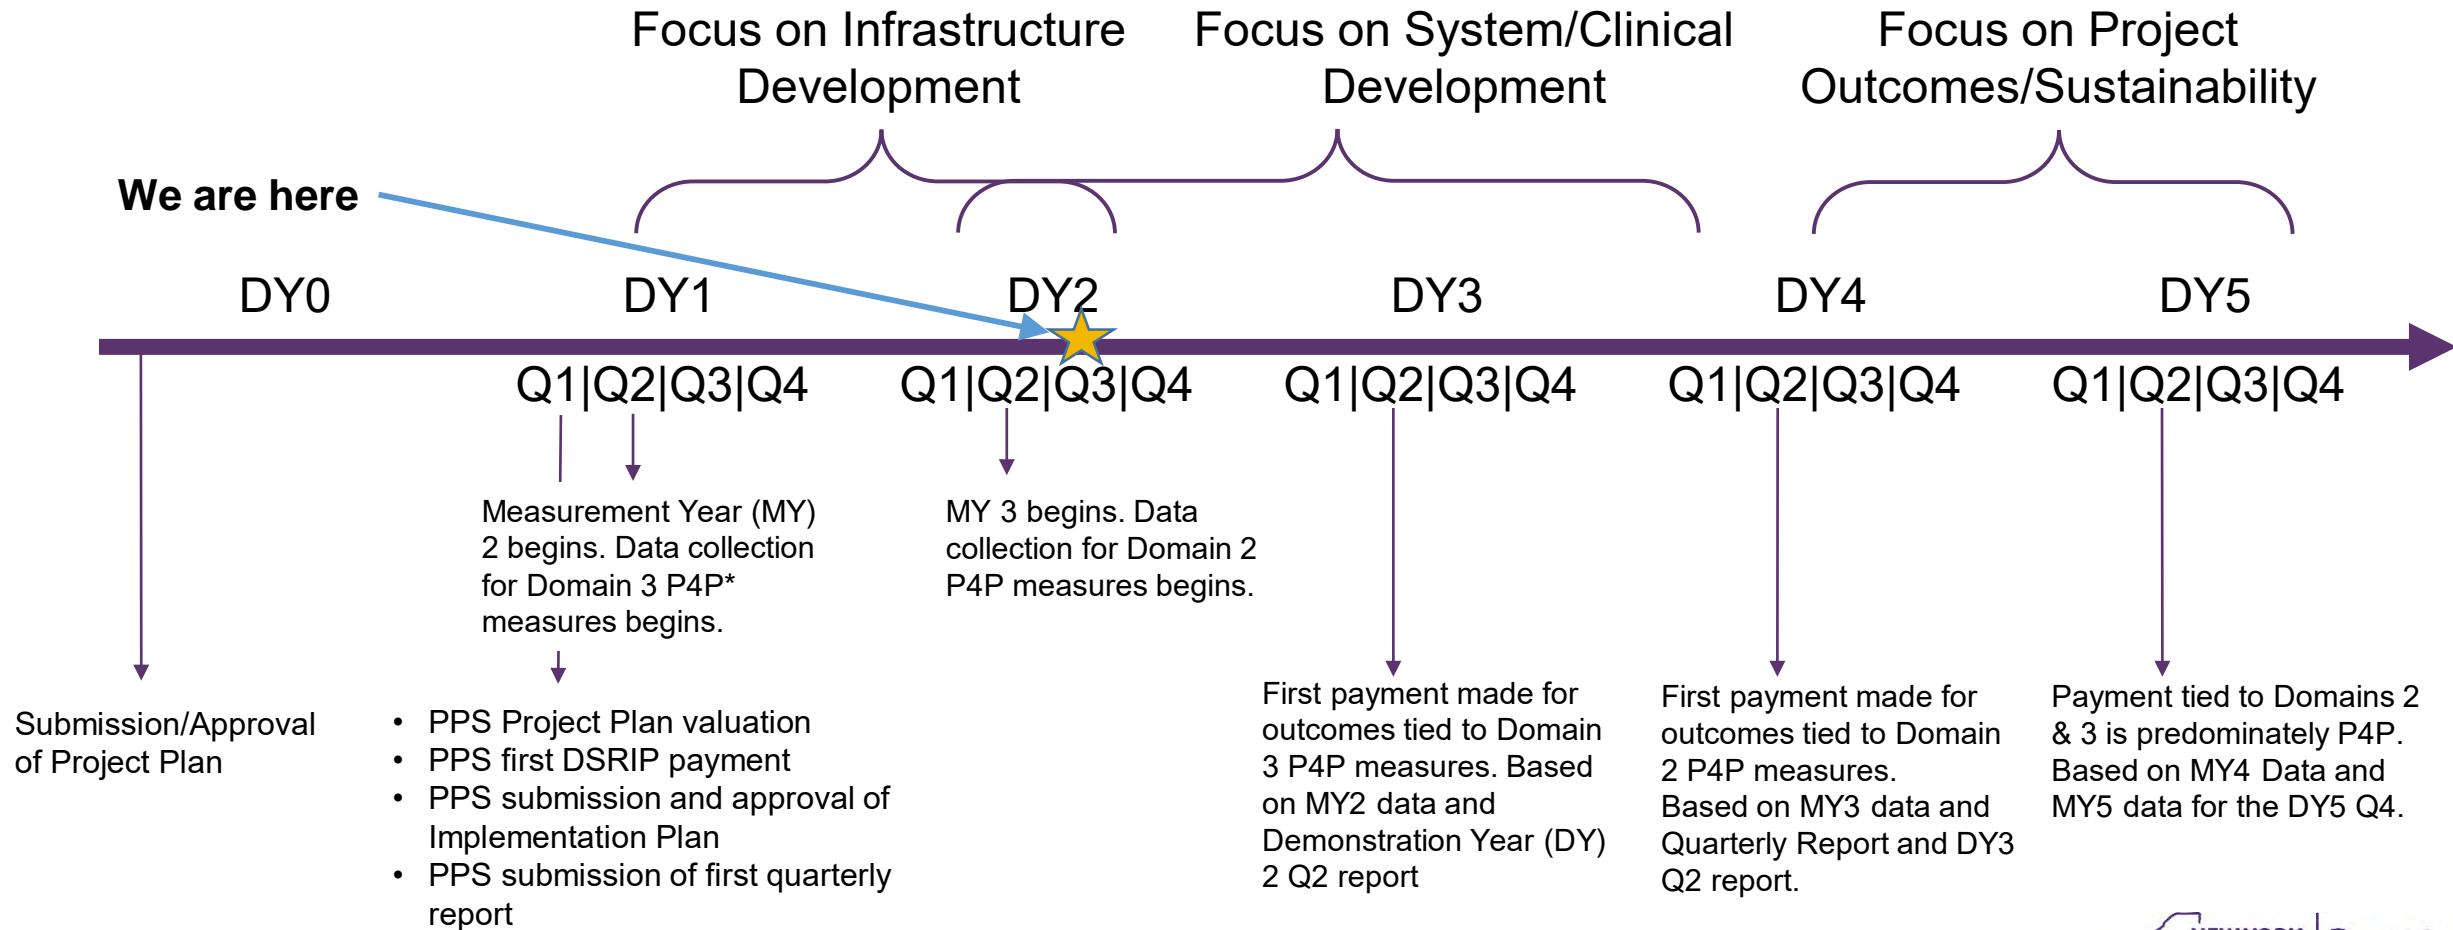 Focus on Infrastructure
Development
Focus on System/Clinical
Development
Focus on Project
Outcomes/Sustainability
We are here
DY0
DY1
DY2
DY3
DY4
DY5
Q1|Q2|Q3|Q4
Q1|Q2|Q3|Q4
Q1|Q2|Q3|Q4
Q1|Q2|Q3|Q4
Q1|Q2|Q3|Q4
Measurement Year (MY)
2 begins. Data collection
for Domain 3 P4P*
measures begins.
MY 3 begins. Data
collection for Domain 2
P4P measures begins.
Submission/Approval
of Project Plan
• PPS Project Plan valuation
• PPS first DSRIP payment
• PPS submission and approval of
Implementation Plan
• PPS submission of first quarterly
report
First payment made for
outcomes tied to Domain
3 P4P measures. Based
on MY2 data and
Demonstration Year (DY)
2 Q2 report
First payment made for
outcomes tied to Domain
2 P4P measures.
Based on MY3 data and
Quarterly Report and DY3
Q2 report.
Payment tied to Domains 2
& 3 is predominately P4P.
Based on MY4 Data and
MY5 data for the DY5 Q4.